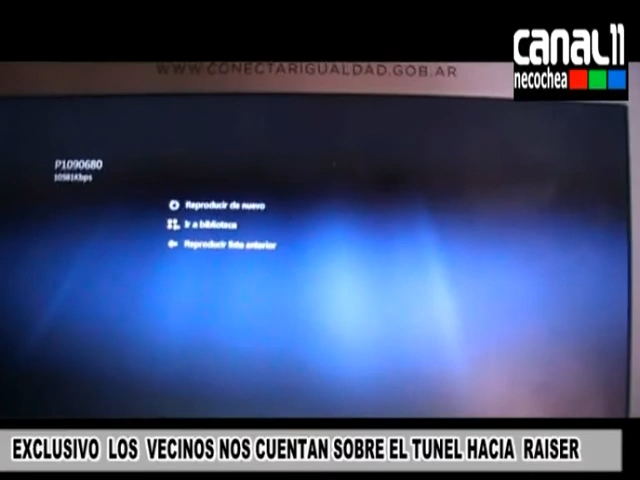 canal 11
necochea
WWW.CONECTARIGUALDAD.GOB.AR
P1090680
10981Kbps
Reproducir de nuevo
Ir a biblioteca
Reproducir lista anterior
EXCLUSIVO LOS VECINOS NOS CUENTAN SOBRE EL TUNEL HACIA RAISER